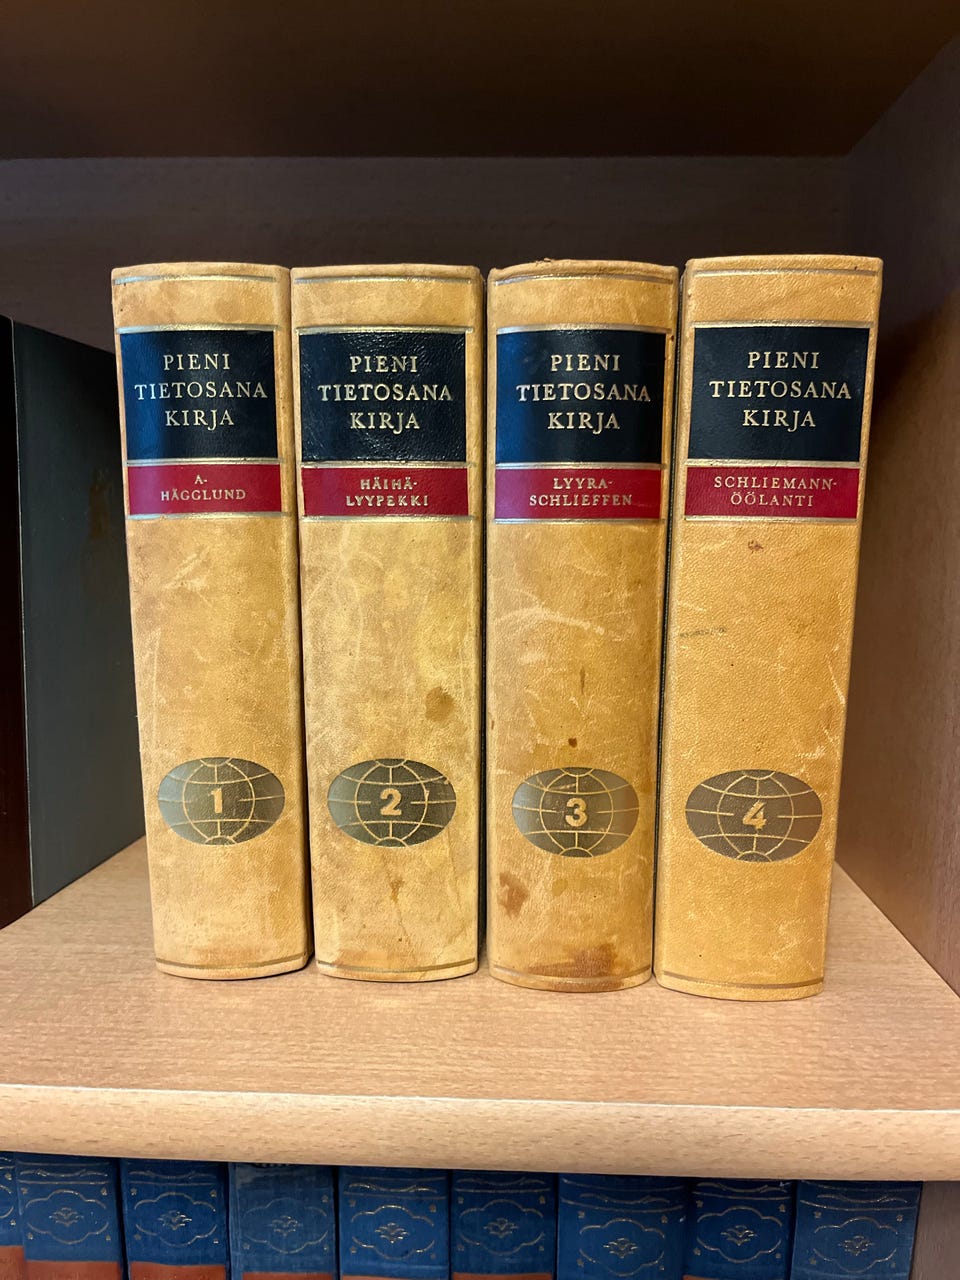 PIENI
TIETOSANA
KIRJA
A-
HÄGGLUND
1
PIENI
TIETOSANA
KIRJA
HÄIHÄ-
LYYPEKKI
2
PIENI
TIETOSANA
KIRJA
LYYRA-
SCHLIEFFEN
3
PIENI
TIETOSANA
KIRJA
SCHLIEMANN-
ÖÖLANTI
4